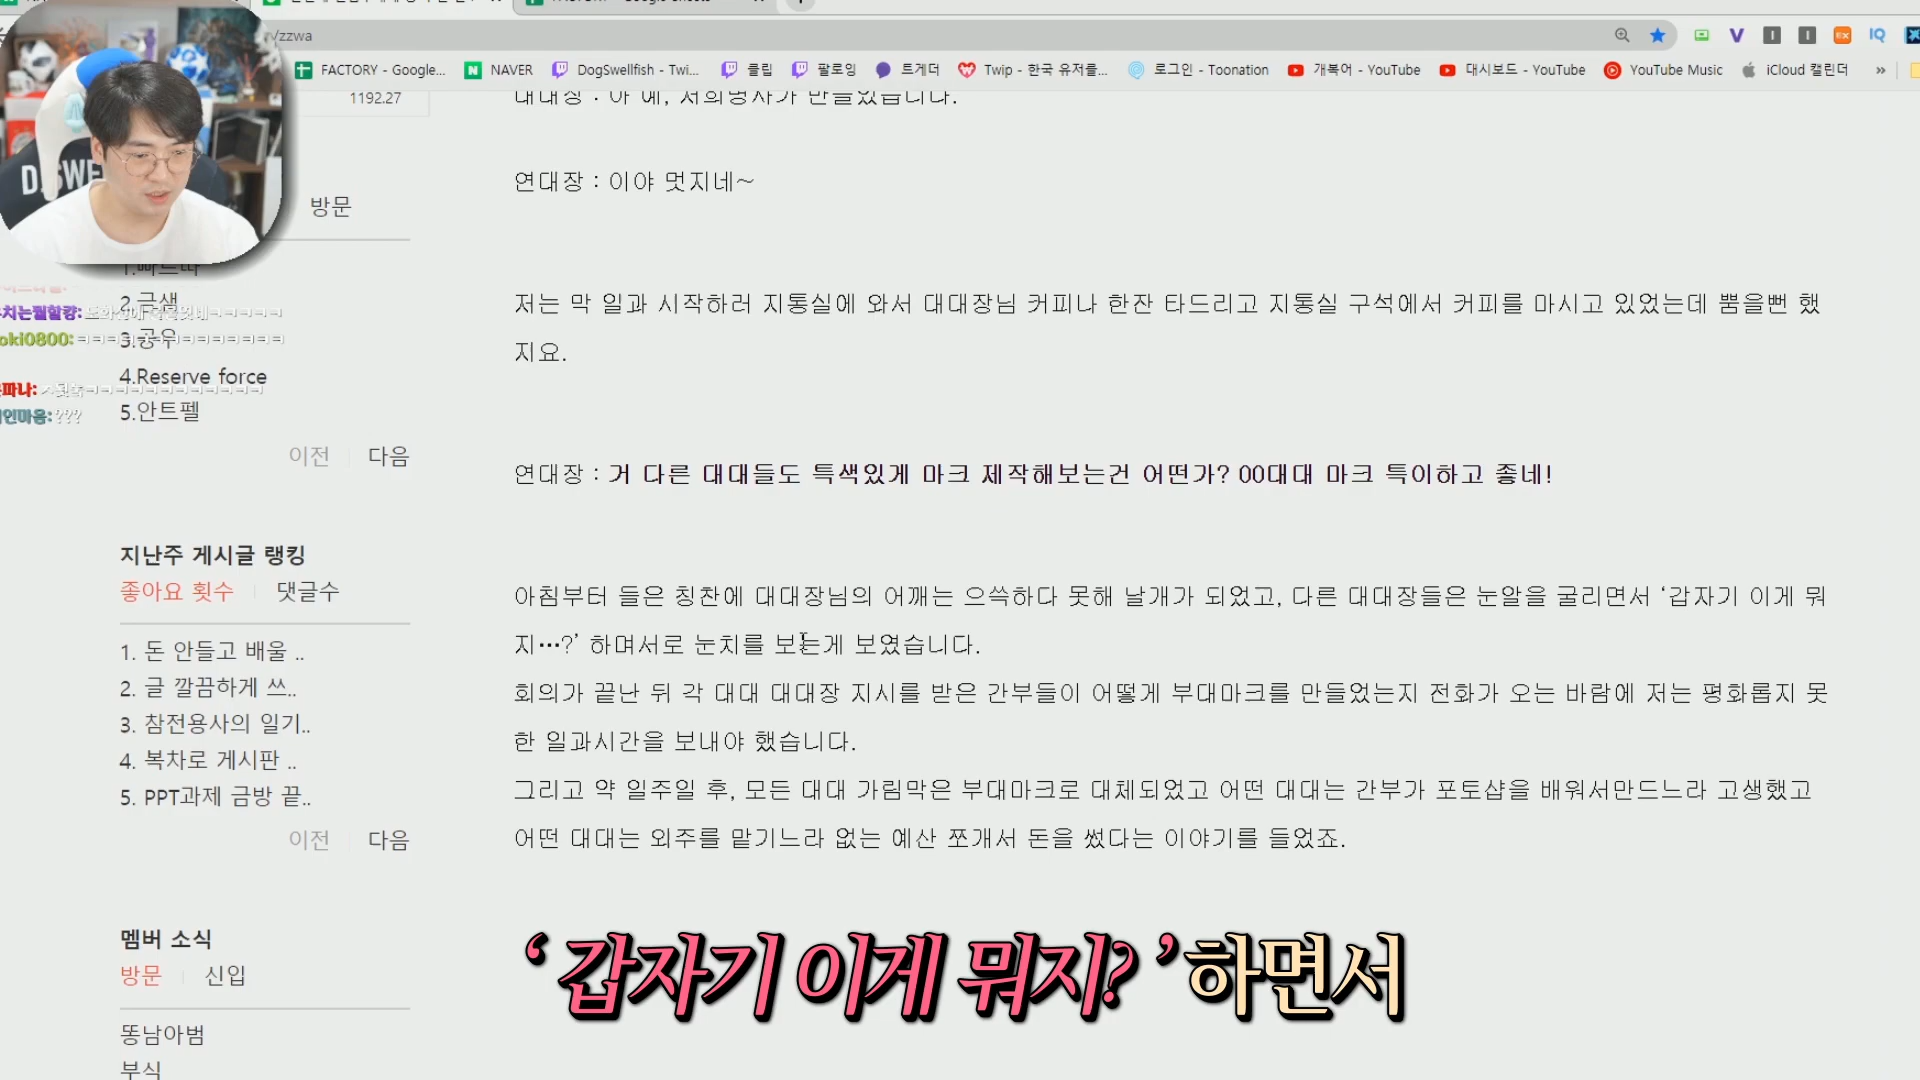 /zzwa
FACTORY - Google...
NAVER
DogSwellfish - Twi...
클립
팔로잉
트게더
Twip - 한국 유저를...
로그인 - Toonation
개복어 - YouTube
대시보드 - YouTube
YouTube Music
iCloud 캘린더
»
1192.27
방문
3.공우
4.Reserve force
5.안트펠
이전
다음
oki0800:
???
지난주 게시글 랭킹
좋아요 횟수
댓글수
1. 돈 안들고 배울 ..
2. 글 깔끔하게 쓰..
3. 참전용사의 일기..
4. 복차로 게시판 ..
5. PPT과제 금방 끝..
이전
다음
멤버 소식
방문
신입
똥남아범
부식
대대장 : 아 예, 저희병사가 만들었습니다.
연대장 : 이야 멋지네~
저는 막 일과 시작하러 지통실에 와서 대대장님 커피나 한잔 타드리고 지통실 구석에서 커피를 마시고 있었는데 뿜을뻔 했
지요.
연대장 : 거 다른 대대들도 특색있게 마크 제작해보는건 어떤가? 00대대 마크 특이하고 좋네!
아침부터 들은 칭찬에 대대장님의 어깨는 으쓱하다 못해 날개가 되었고, 다른 대대장들은 눈알을 굴리면서 ‘갑자기 이게 뭐
지…?’ 하며서로 눈치를 보는게 보였습니다.
회의가 끝난 뒤 각 대대 대대장 지시를 받은 간부들이 어떻게 부대마크를 만들었는지 전화가 오는 바람에 저는 평화롭지 못
한 일과시간을 보내야 했습니다.
그리고 약 일주일 후, 모든 대대 가림막은 부대마크로 대체되었고 어떤 대대는 간부가 포토샵을 배워서만드느라 고생했고
어떤 대대는 외주를 맡기느라 없는 예산 쪼개서 돈을 썼다는 이야기를 들었죠.
‘갑자기 이게 뭐지?’하면서